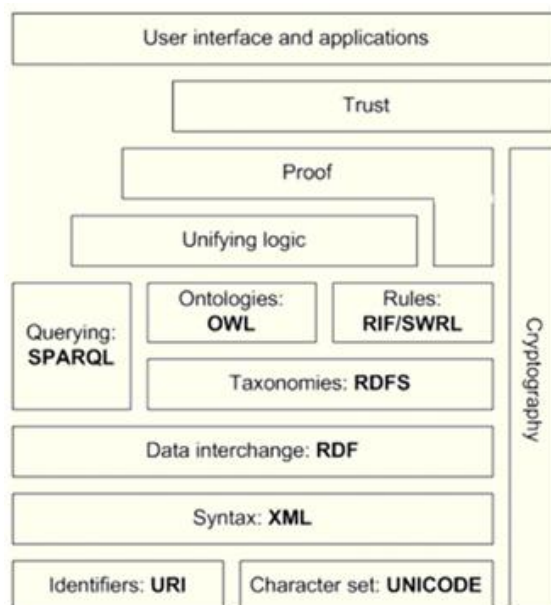 User interface and applications
Trust
Proof
Unifying logic
Querying:
SPARQL
Ontologies:
OWL
Rules:
RIF/SWRL
Taxonomies: RDFS
Data interchange: RDF
Syntax: XML
Identifiers: URI
Character set: UNICODE
Cryptography